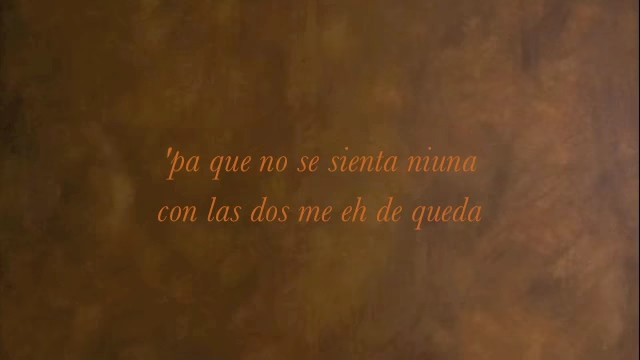 'pa que no se sienta niuna
con las dos me eh de queda